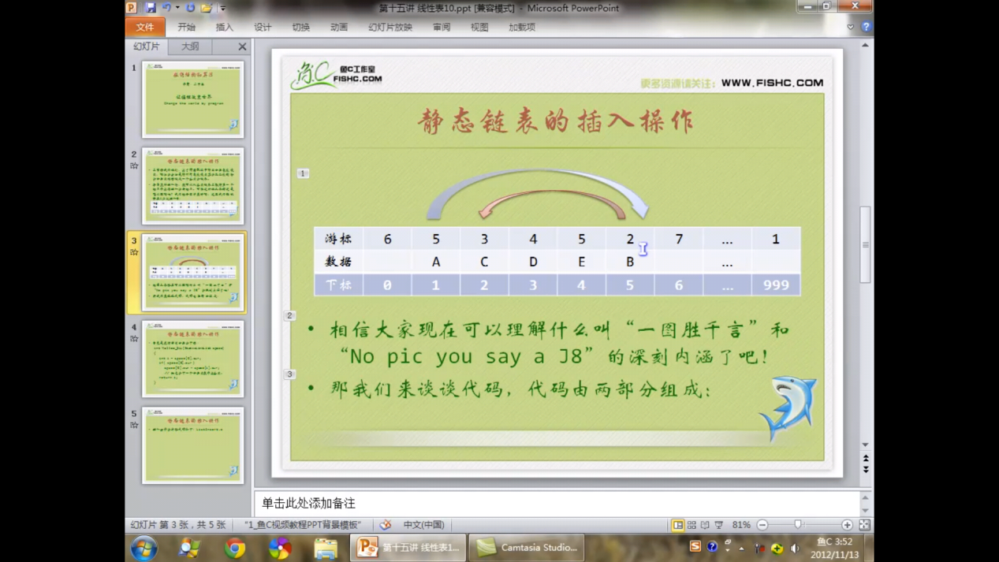 第十五讲 线性表10.ppt [兼容模式] - Microsoft PowerPoint
文件 开始 插入 设计 切换 动画 幻灯片放映 审阅 视图 加载项
幻灯片 大纲
1
2
3
4
5
鱼C工作室
FISHC.COM
更多资源请关注：WWW.FISHC.COM
静态链表的插入操作
1
游标 6 5 3 4 5 2 7 … 1
数据 A C D E B …
下标 0 1 2 3 4 5 6 … 999
2
• 相信大家现在可以理解什么叫“一图胜千言”和
“No pic you say a J8”的深刻内涵了吧！
3
• 那我们来谈谈代码，代码由两部分组成：
单击此处添加备注
幻灯片 第 3 张，共 5 张 "1_鱼C视频教程PPT背景模板" 中文(中国) 81%
第十五讲 线性表1... Camtasia Studio... 鱼C 3:52
2012/11/13